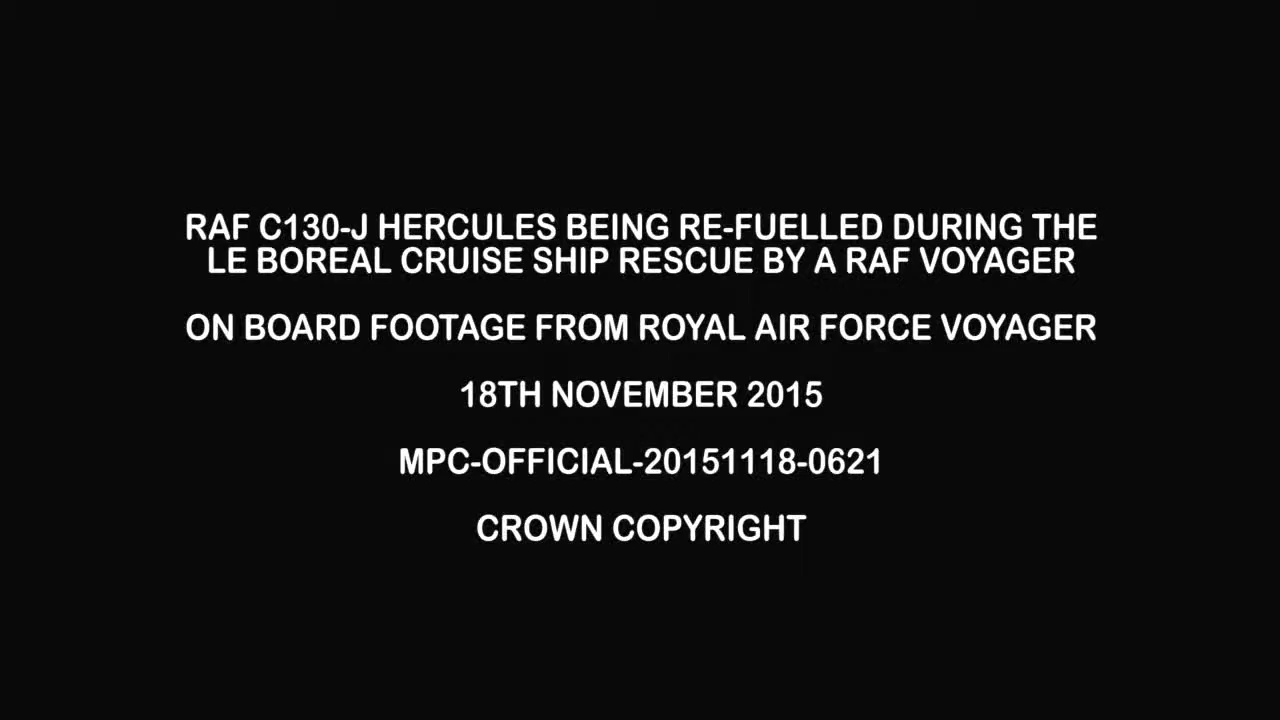 RAF C130-J HERCULES BEING RE-FUELLED DURING THE
LE BOREAL CRUISE SHIP RESCUE BY A RAF VOYAGER
ON BOARD FOOTAGE FROM ROYAL AIR FORCE VOYAGER
18TH NOVEMBER 2015
MPC-OFFICIAL-20151118-0621
CROWN COPYRIGHT